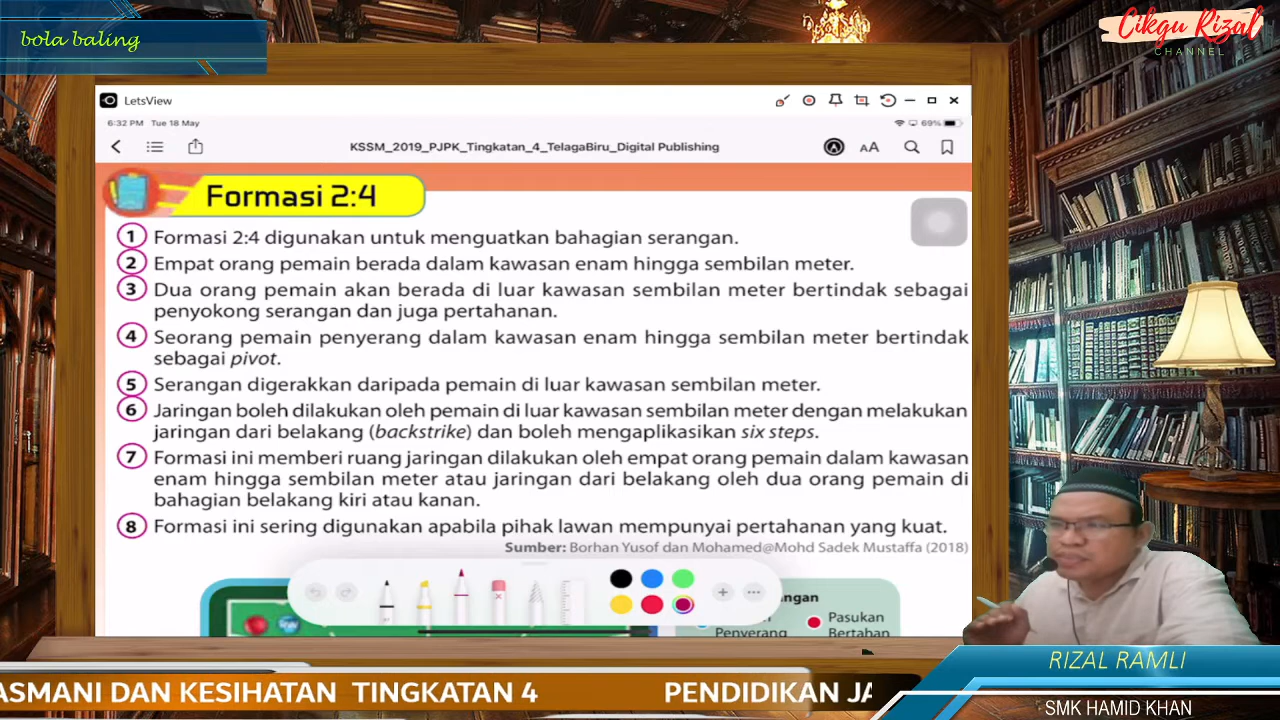 bola baling
Cikgu Rizal
CHANNEL
LetsView
6:32 PM Tue 18 May
69%
KSSM_2019_PJPK_Tingkatan_4_TelagaBiru_Digital Publishing
AA
Formasi 2:4
1 Formasi 2:4 digunakan untuk menguatkan bahagian serangan.
2 Empat orang pemain berada dalam kawasan enam hingga sembilan meter.
3 Dua orang pemain akan berada di luar kawasan sembilan meter bertindak sebagai
penyokong serangan dan juga pertahanan.
4 Seorang pemain penyerang dalam kawasan enam hingga sembilan meter bertindak
sebagai pivot.
5 Serangan digerakkan daripada pemain di luar kawasan sembilan meter.
6 Jaringan boleh dilakukan oleh pemain di luar kawasan sembilan meter dengan melakukan
jaringan dari belakang (backstrike) dan boleh mengaplikasikan six steps.
7 Formasi ini memberi ruang jaringan dilakukan oleh empat orang pemain dalam kawasan
enam hingga sembilan meter atau jaringan dari belakang oleh dua orang pemain di
bahagian belakang kiri atau kanan.
8 Formasi ini sering digunakan apabila pihak lawan mempunyai pertahanan yang kuat.
Sumber: Borhan Yusof dan Mohamed@Mohd Sadek Mustaffa (2018)
ngan
Pasukan
Penyerang Bertahan
RIZAL RAMLI
ASMANI DAN KESIHATAN TINGKATAN 4 PENDIDIKAN JA
SMK HAMID KHAN